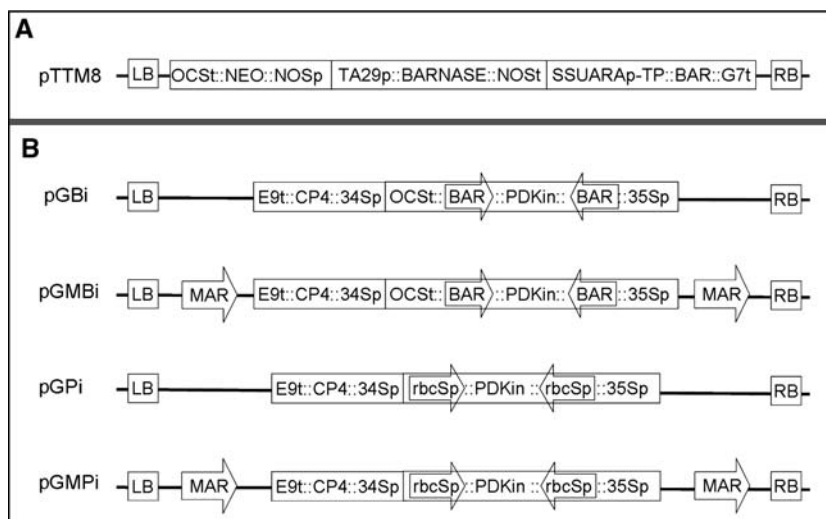 A
pTTM8 LB OCSt::NEO::NOSp TA29p::BARNASE::NOSt SSUARAp-TP::BAR::G7t RB
B
pGBi LB E9t::CP4::34Sp OCSt:: BAR ::PDKin:: BAR ::35Sp RB
pGMBi LB MAR E9t::CP4::34Sp OCSt:: BAR ::PDKin:: BAR ::35Sp MAR RB
pGPi LB E9t::CP4::34Sp rbcSp ::PDKin :: rbcSp ::35Sp RB
pGMPi LB MAR E9t::CP4::34Sp rbcSp ::PDKin :: rbcSp ::35Sp MAR RB